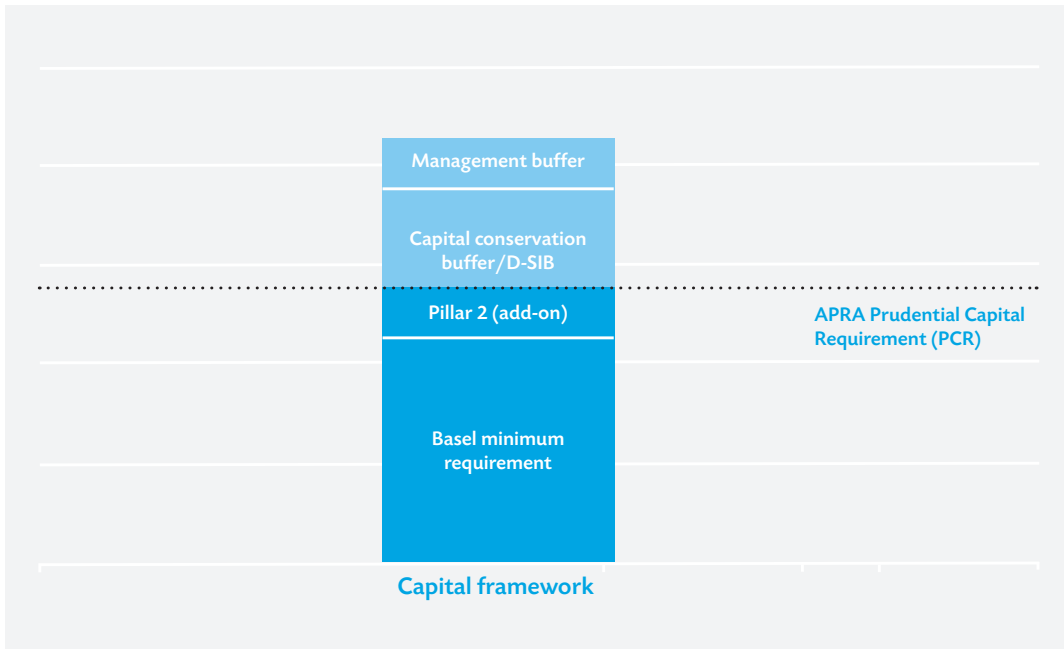 Management buffer
Capital conservation
buffer/D-SIB
Pillar 2 (add-on)
APRA Prudential Capital
Requirement (PCR)
Basel minimum
requirement
Capital framework